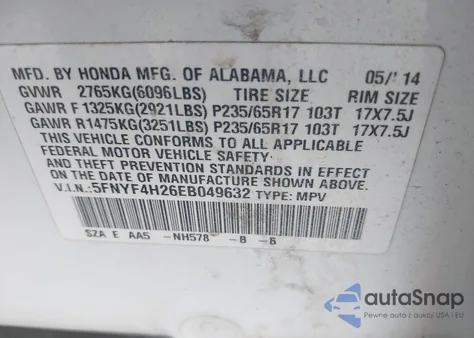 MFD. BY HONDA MFG. OF ALABAMA, LLC 05/'14
GVWR 2765KG(6096LBS) TIRE SIZE RIM SIZE
GAWR F 1325KG(2921LBS) P235/65R17 103T 17X7.5J
GAWR R1475KG(3251LBS) P235/65R17 103T 17X7.5J
THIS VEHICLE CONFORMS TO ALL APPLICABLE
FEDERAL MOTOR VEHICLE SAFETY, BUMPER,
AND THEFT PREVENTION STANDARDS IN EFFECT ON
THE DATE OF MANUFACTURE SHOWN ABOVE.
V.I.N.: 5FNYF4H26EB049632 TYPE: MPV
SZA E AA5 -NH578 -B -B
autoSnap
Pewne auto z aukcji w USA i EU